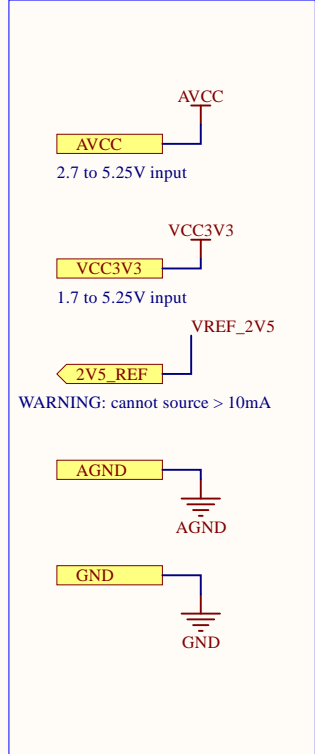 AVCC
AVCC
2.7 to 5.25V input
VCC3V3
VCC3V3
1.7 to 5.25V input
VREF_2V5
2V5_REF
WARNING: cannot source > 10mA
AGND
AGND
GND
GND